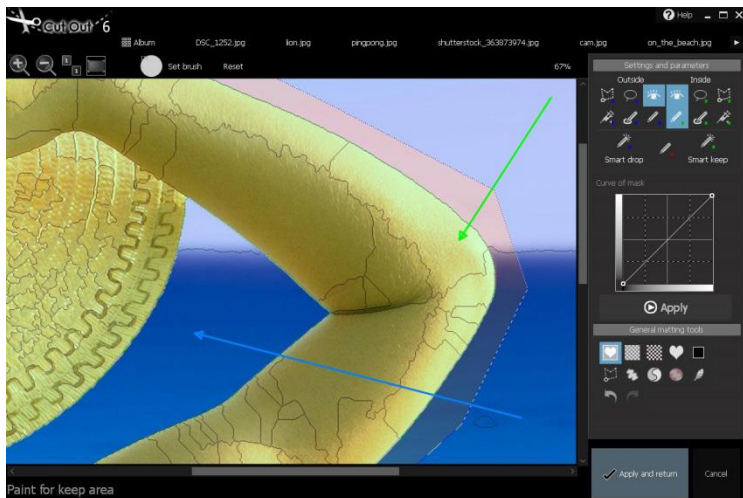 Cut Out 6
Help
Album DSC_1252.jpg lion.jpg pingpong.jpg shutterstock_363873974.jpg cam.jpg on_the_beach.jpg
Set brush Reset 67%
Settings and parameters
Outside Inside
Smart drop Smart keep
Curve of mask
Apply
General matting tools
Apply and return Cancel
Paint for keep area